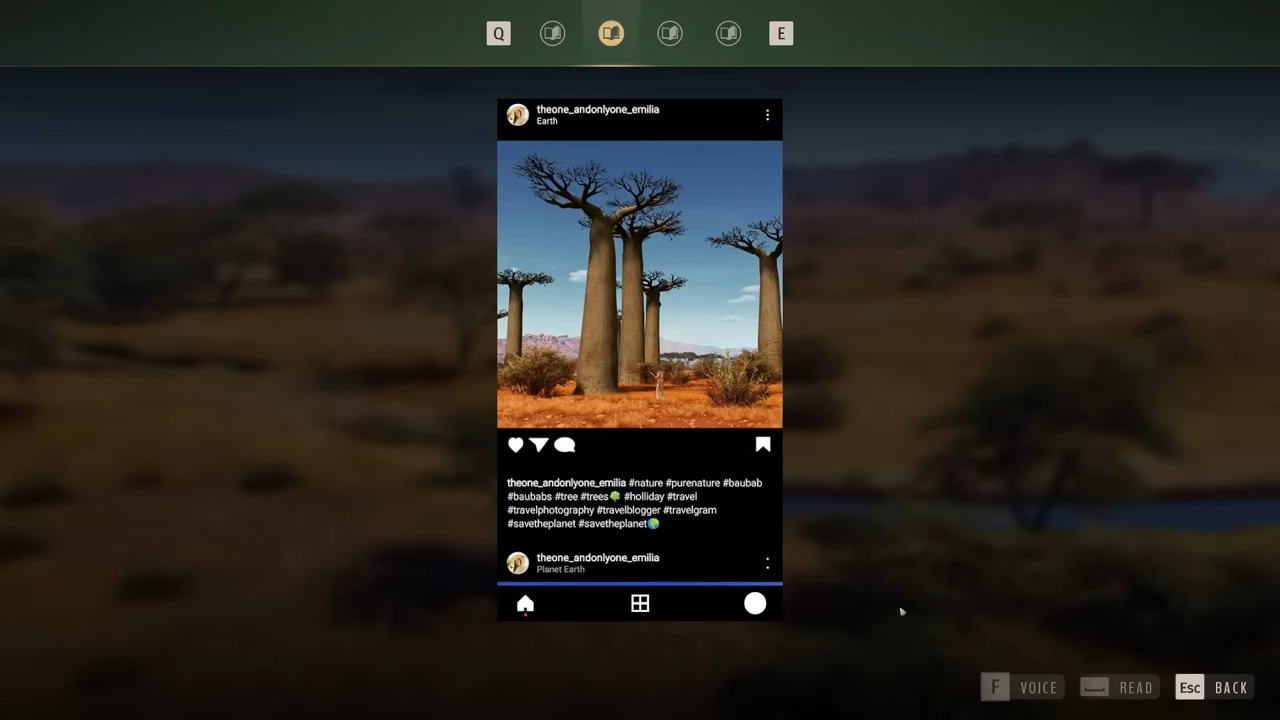 Q
E
theone_andonlyone_emilia
Earth
theone_andonlyone_emilia #nature #purenature #baubab
#baubabs #tree #trees🌳 #holliday #travel
#travelphotography #travelblogger #travelgram
#savetheplanet #savetheplanet🌍
theone_andonlyone_emilia
Planet Earth
F VOICE READ Esc BACK